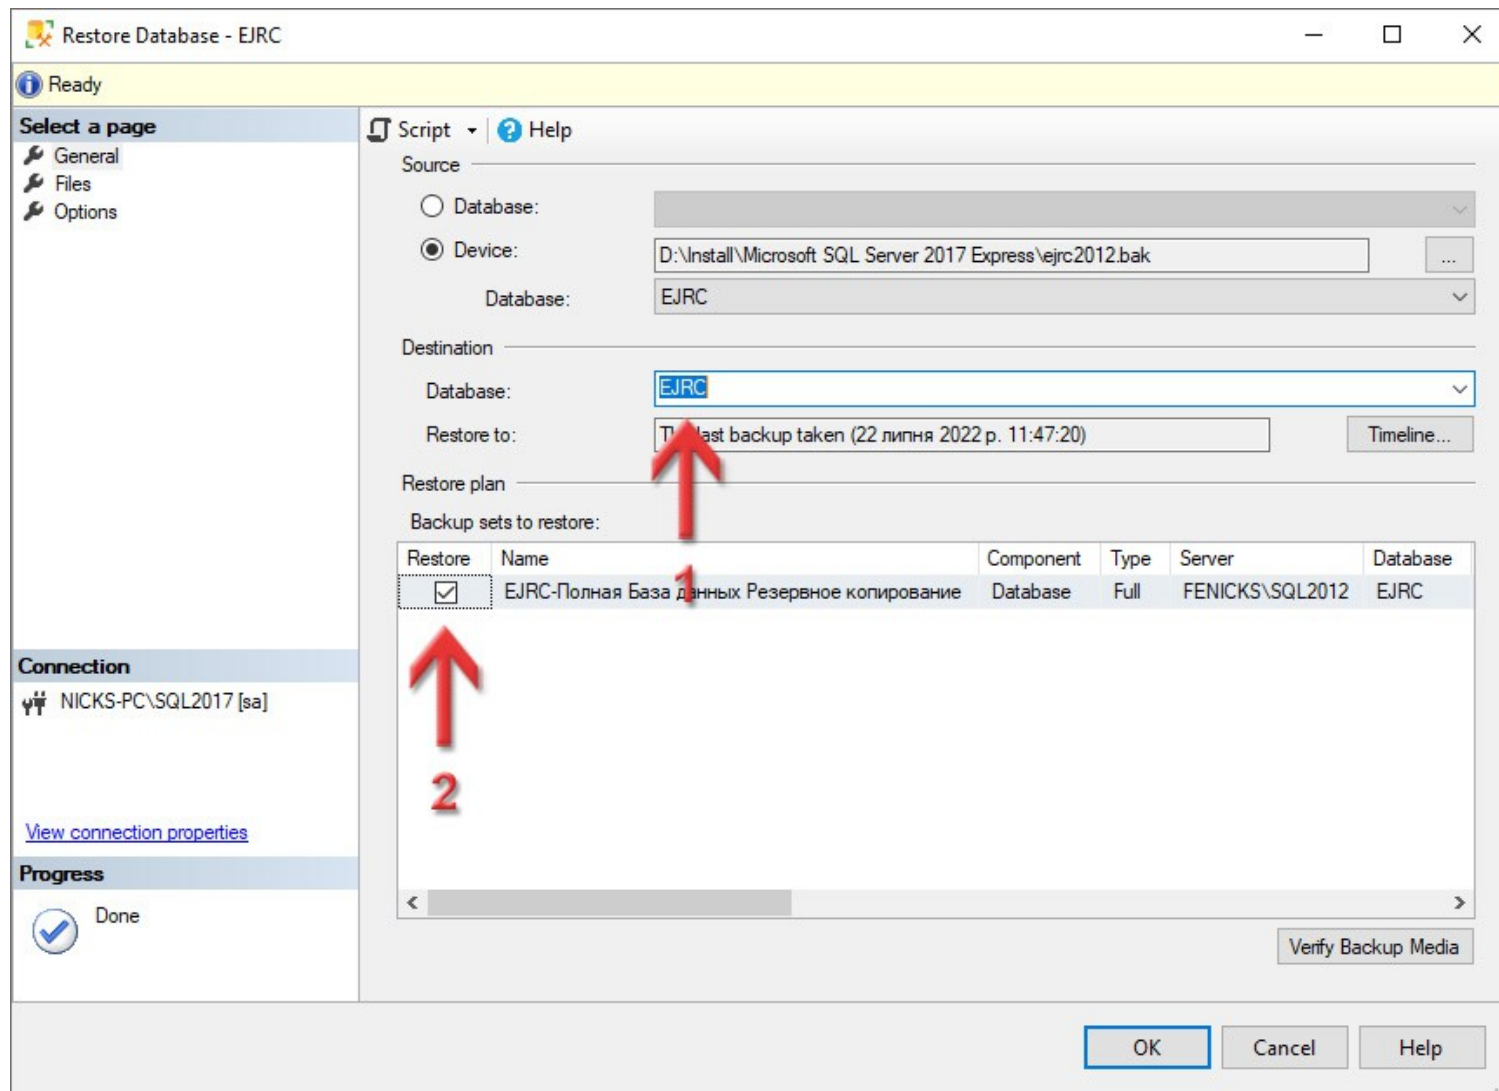 Restore Database - EJRC
Ready
Select a page
General
Files
Options
Connection
NICKS-PC\SQL2017 [sa]
View connection properties
Progress
Done
Script
Help
Source
Database:
Device:
D:\Install\Microsoft SQL Server 2017 Express\ejrc2012.bak
...
Database:
EJRC
Destination
Database:
EJRC
Restore to:
The last backup taken (22 липня 2022 р. 11:47:20)
Timeline...
Restore plan
Backup sets to restore:
Restore Name Component Type Server Database
EJRC-Полная База данных Резервное копирование Database Full FENICKS\SQL2012 EJRC
1
2
Verify Backup Media
OK Cancel Help